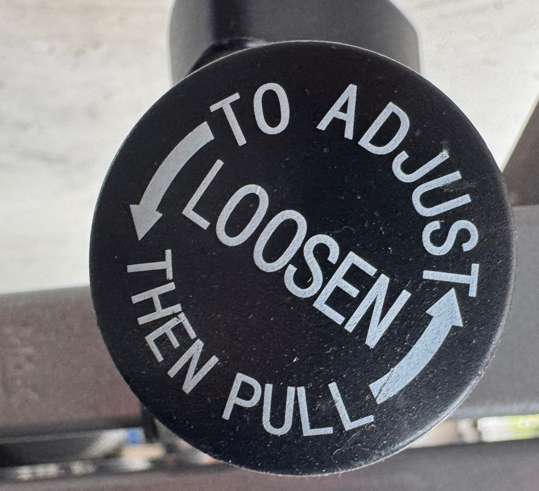 TO ADJUST
LOOSEN
THEN PULL